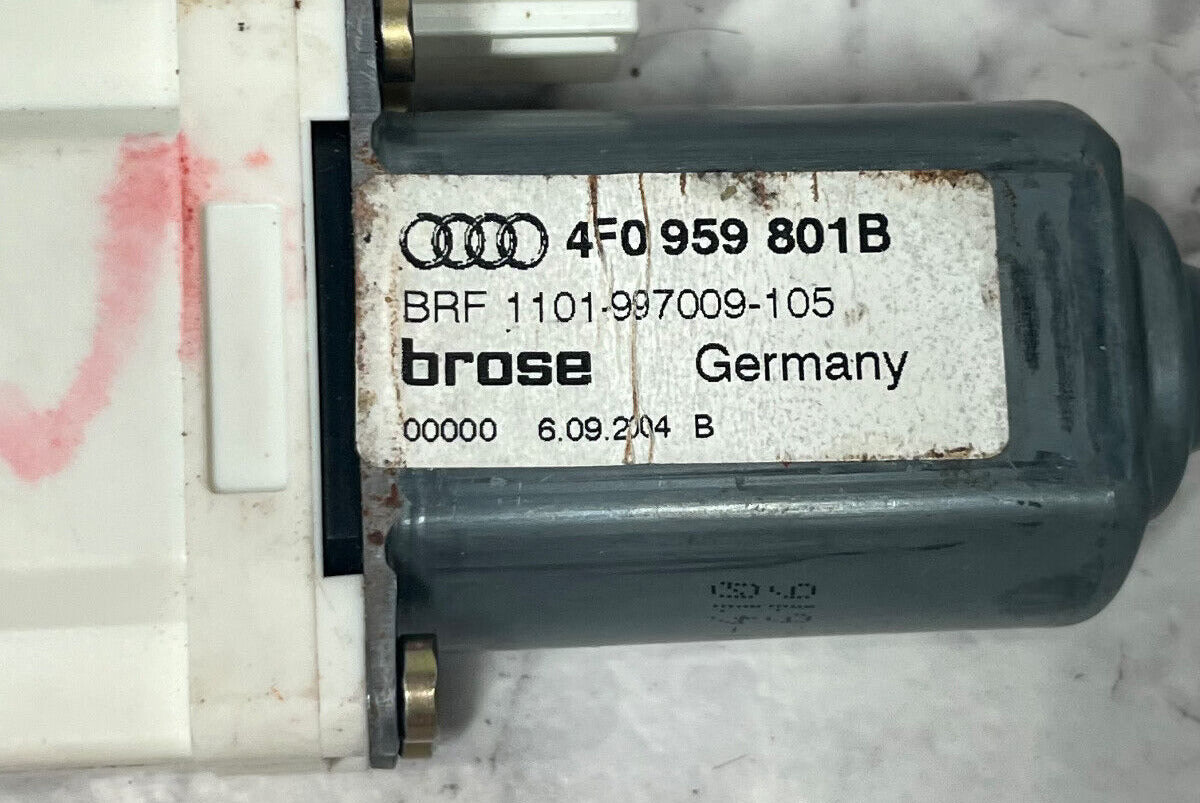 4F0 959 801B
BRF 1101-997009-105
brose Germany
00000 6.09.2004 B